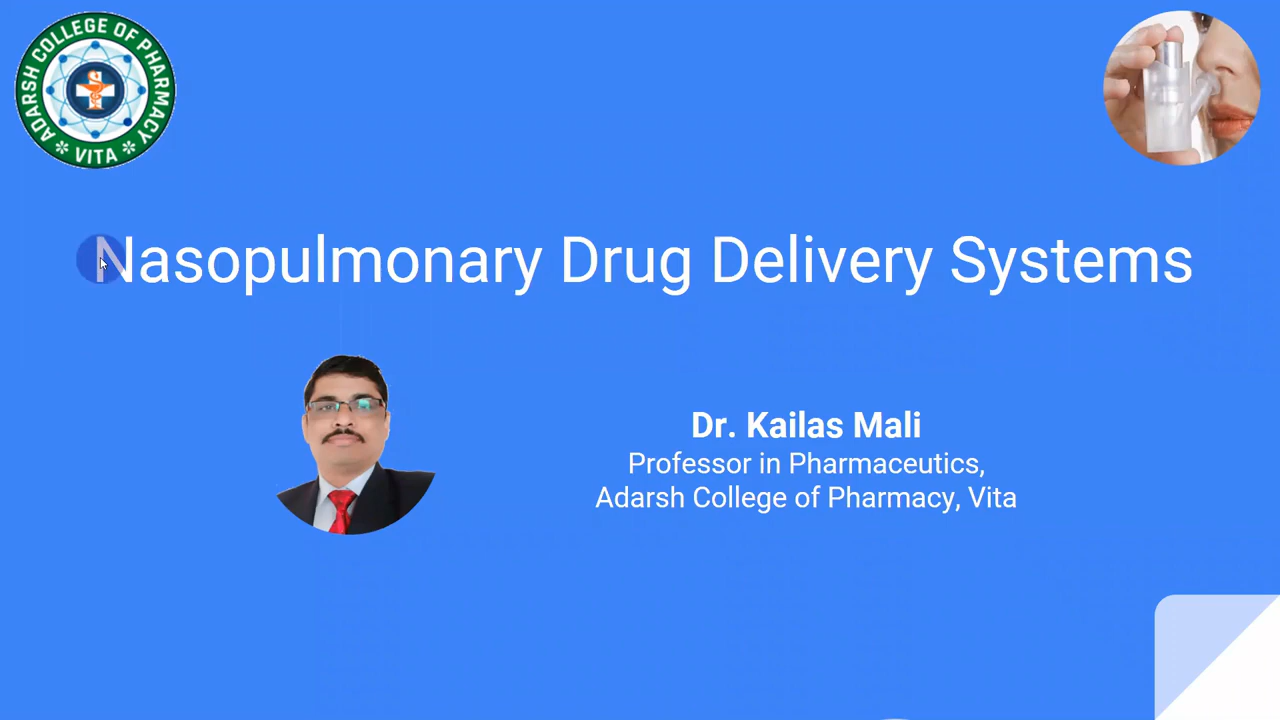 ADARSH COLLEGE OF PHARMACY
VITA
Nasopulmonary Drug Delivery Systems
Dr. Kailas Mali
Professor in Pharmaceutics,
Adarsh College of Pharmacy, Vita